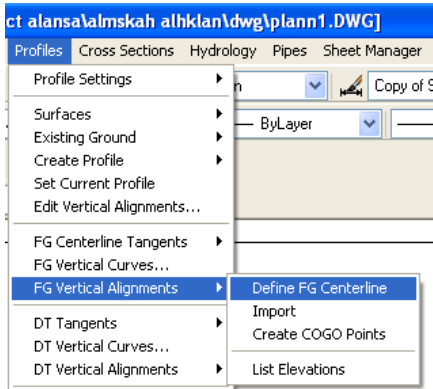 ct alansa\almskah alhklan\dwg\plann1.DWG]
Profiles Cross Sections Hydrology Pipes Sheet Manager
Profile Settings
Copy of S
Surfaces
ByLayer
Existing Ground
Create Profile
Set Current Profile
Edit Vertical Alignments...
FG Centerline Tangents
FG Vertical Curves...
FG Vertical Alignments
Define FG Centerline
Import
Create COGO Points
List Elevations
DT Tangents
DT Vertical Curves...
DT Vertical Alignments